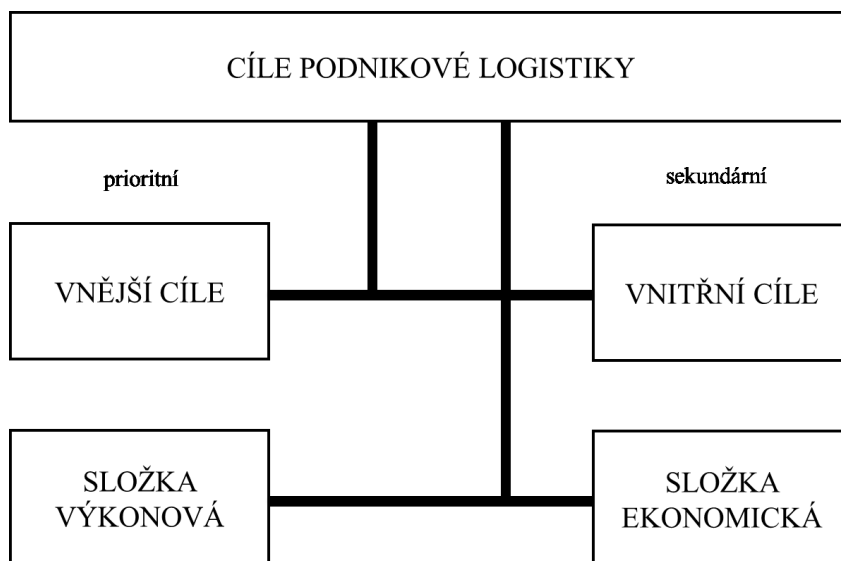 CÍLE PODNIKOVÉ LOGISTIKY
prioritní
sekundární
VNĚJŠÍ CÍLE
VNITŘNÍ CÍLE
SLOŽKA
VÝKONOVÁ
SLOŽKA
EKONOMICKÁ